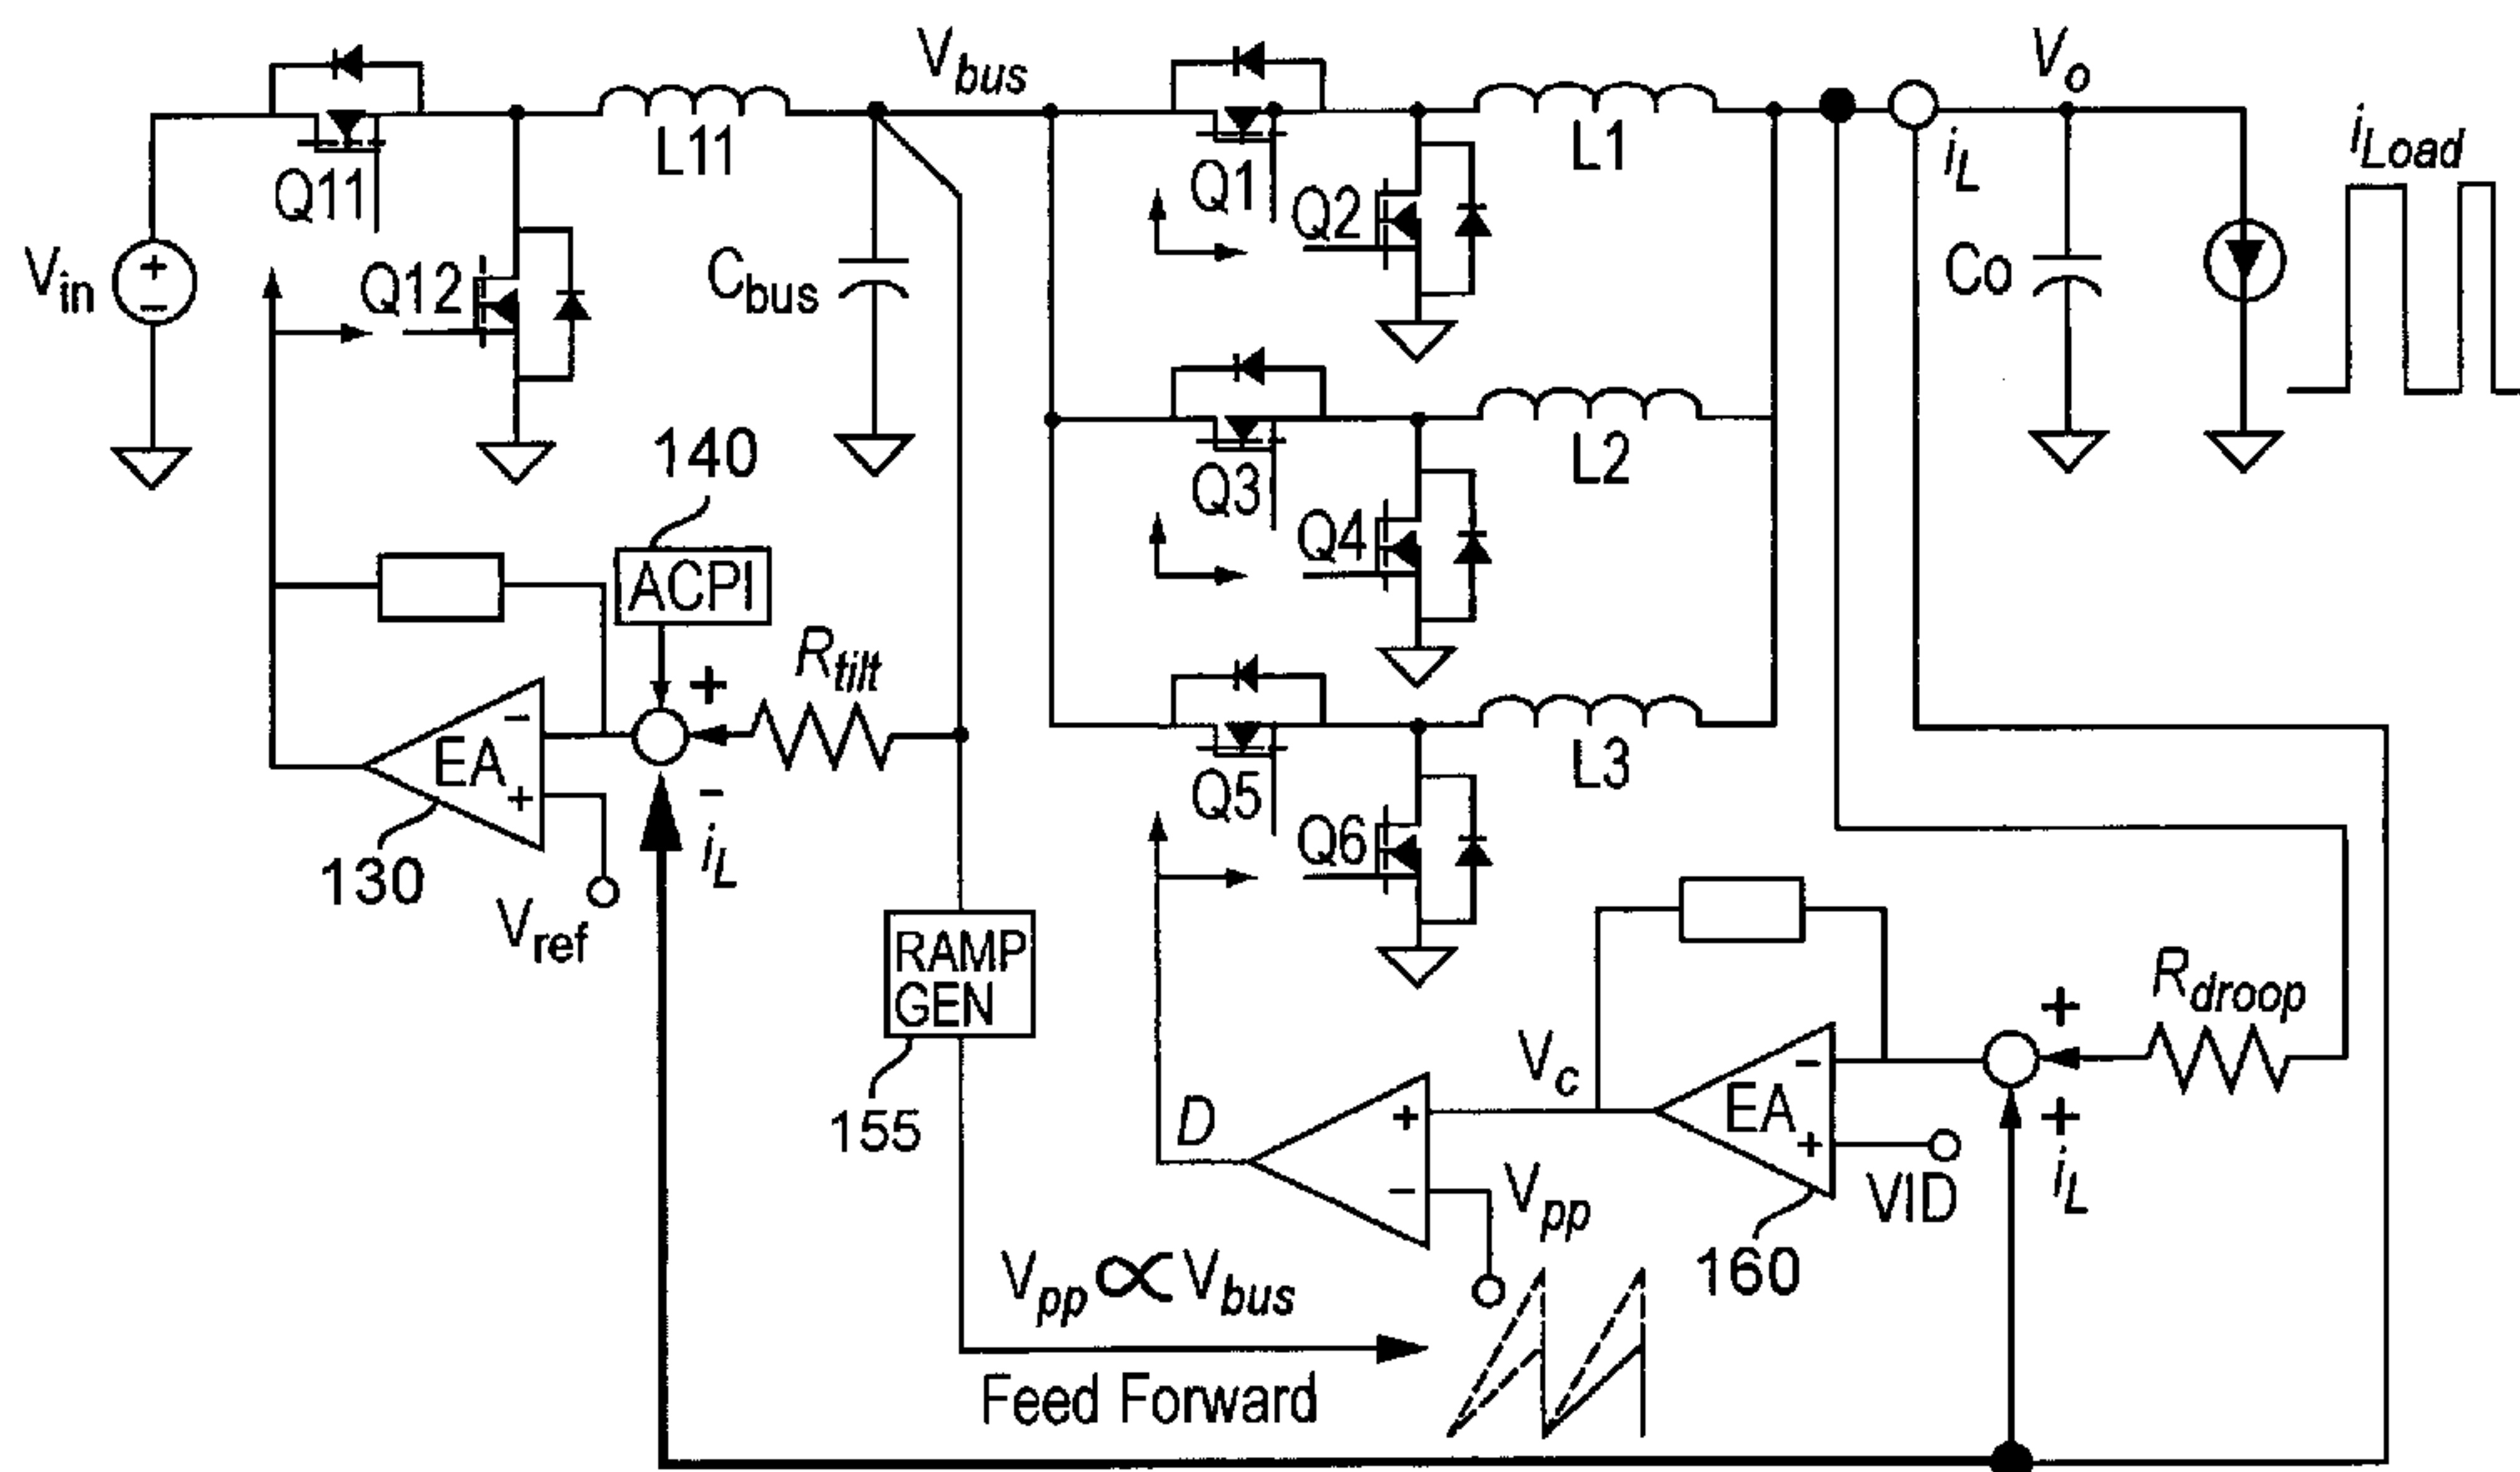 V_bus
V_o
i_Load
i_L
L11
L1
Q11
Q1
Q2
V_in
Q12
C_bus
Co
140
ACPI
Q3
L2
Q4
R_tilt
+
−
EA
+
−
i_L
130
V_ref
Q5
L3
Q6
RAMP
GEN
155
R_droop
+
V_c
−
EA
+
+
D
+
−
V_pp
VID
i_L
160
V_pp ∝ V_bus
Feed Forward
+
−